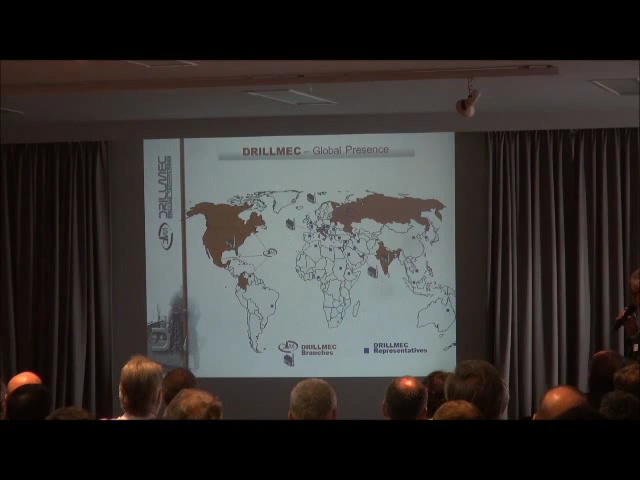 DRILLMEC – Global Presence
DRILLMEC
DRILLMEC
Branches
DRILLMEC
Representatives